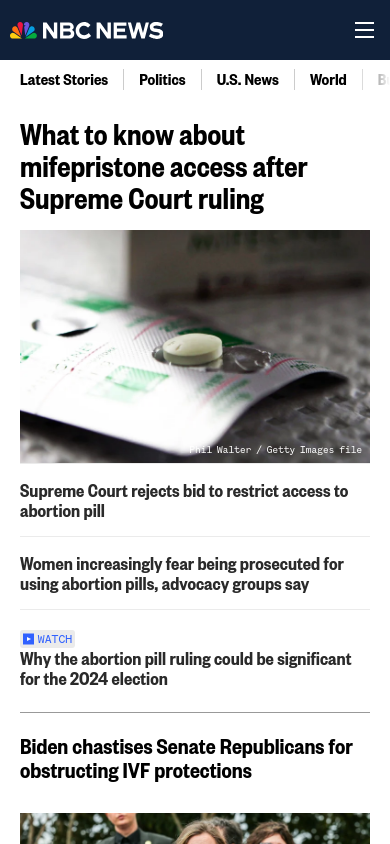 NBC NEWS
Latest Stories
Politics
U.S. News
World
What to know about
mifepristone access after
Supreme Court ruling
Phil Walter / Getty Images file
Supreme Court rejects bid to restrict access to
abortion pill
Women increasingly fear being prosecuted for
using abortion pills, advocacy groups say
WATCH
Why the abortion pill ruling could be significant
for the 2024 election
Biden chastises Senate Republicans for
obstructing IVF protections